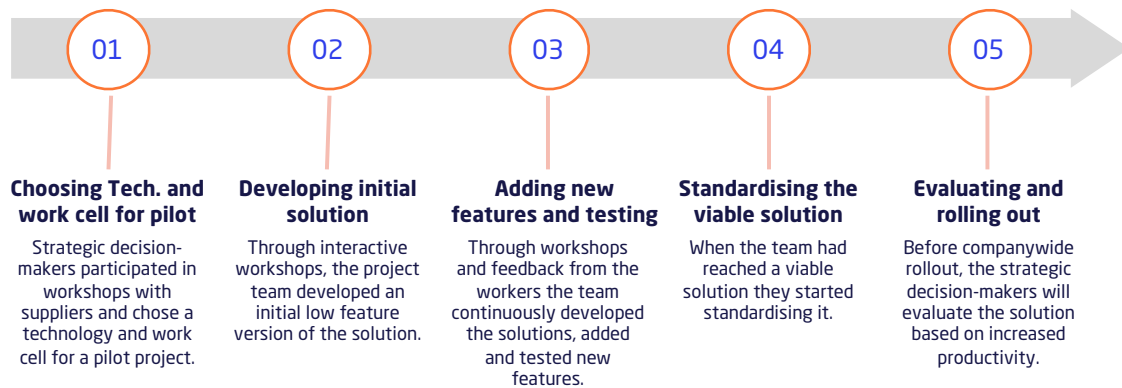 01
02
03
04
05
Choosing Tech. and
work cell for pilot
Strategic decision-
makers participated in
workshops with
suppliers and chose a
technology and work
cell for a pilot project.
Developing initial
solution
Through interactive
workshops, the project
team developed an
initial low feature
version of the solution.
Adding new
features and testing
Through workshops
and feedback from the
workers the team
continuously developed
the solutions, added
and tested new
features.
Standardising the
viable solution
When the team had
reached a viable
solution they started
standardising it.
Evaluating and
rolling out
Before companywide
rollout, the strategic
decision-makers will
evaluate the solution
based on increased
productivity.